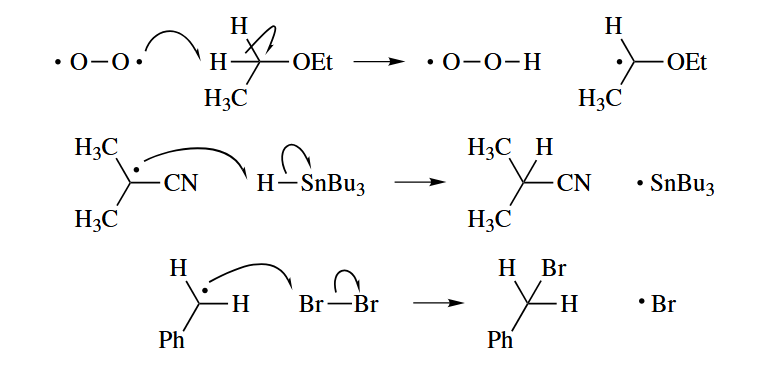 H H
• O–O • H OEt • O–O–H • OEt
H3C H3C
H3C H3C H
• CN H–SnBu3 CN • SnBu3
H3C H3C
H H Br
• H Br–Br H • Br
Ph Ph